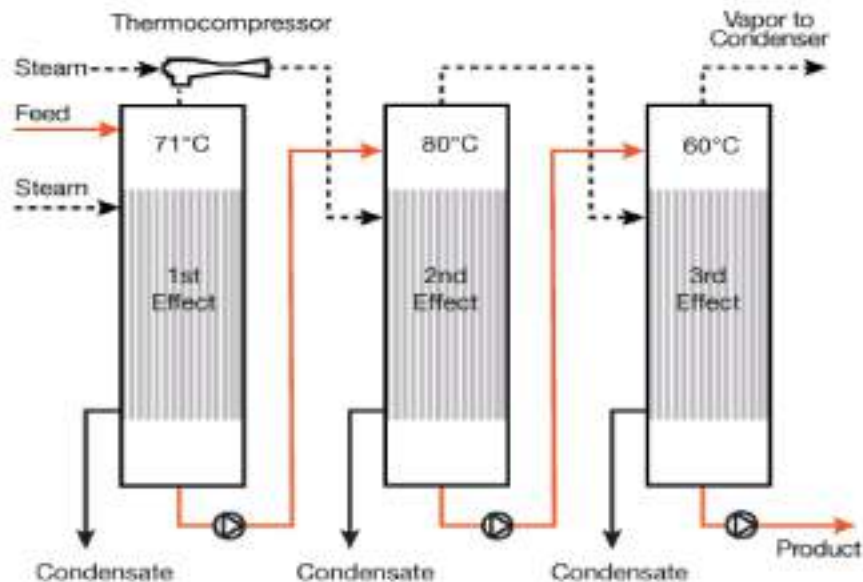 Thermocompressor
Vapor to
Condenser
Steam
Feed
71°C
80°C
60°C
Steam
1st
Effect
2nd
Effect
3rd
Effect
Product
Condensate
Condensate
Condensate